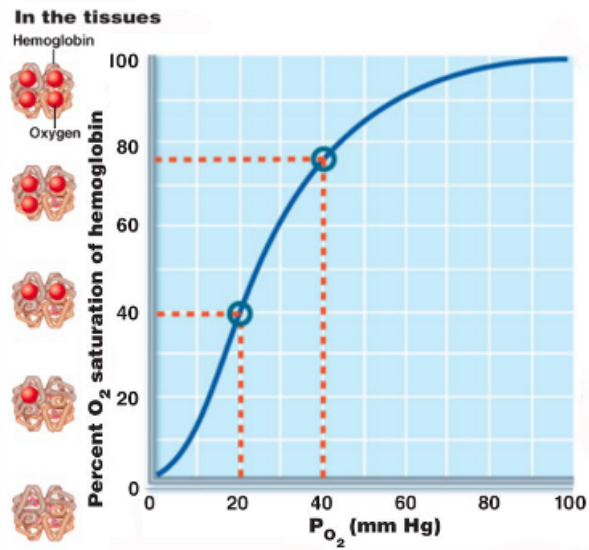 In the tissues
Hemoglobin
Oxygen
Percent O2 saturation of hemoglobin
100
80
60
40
20
0
0 20 40 60 80 100
PO2 (mm Hg)